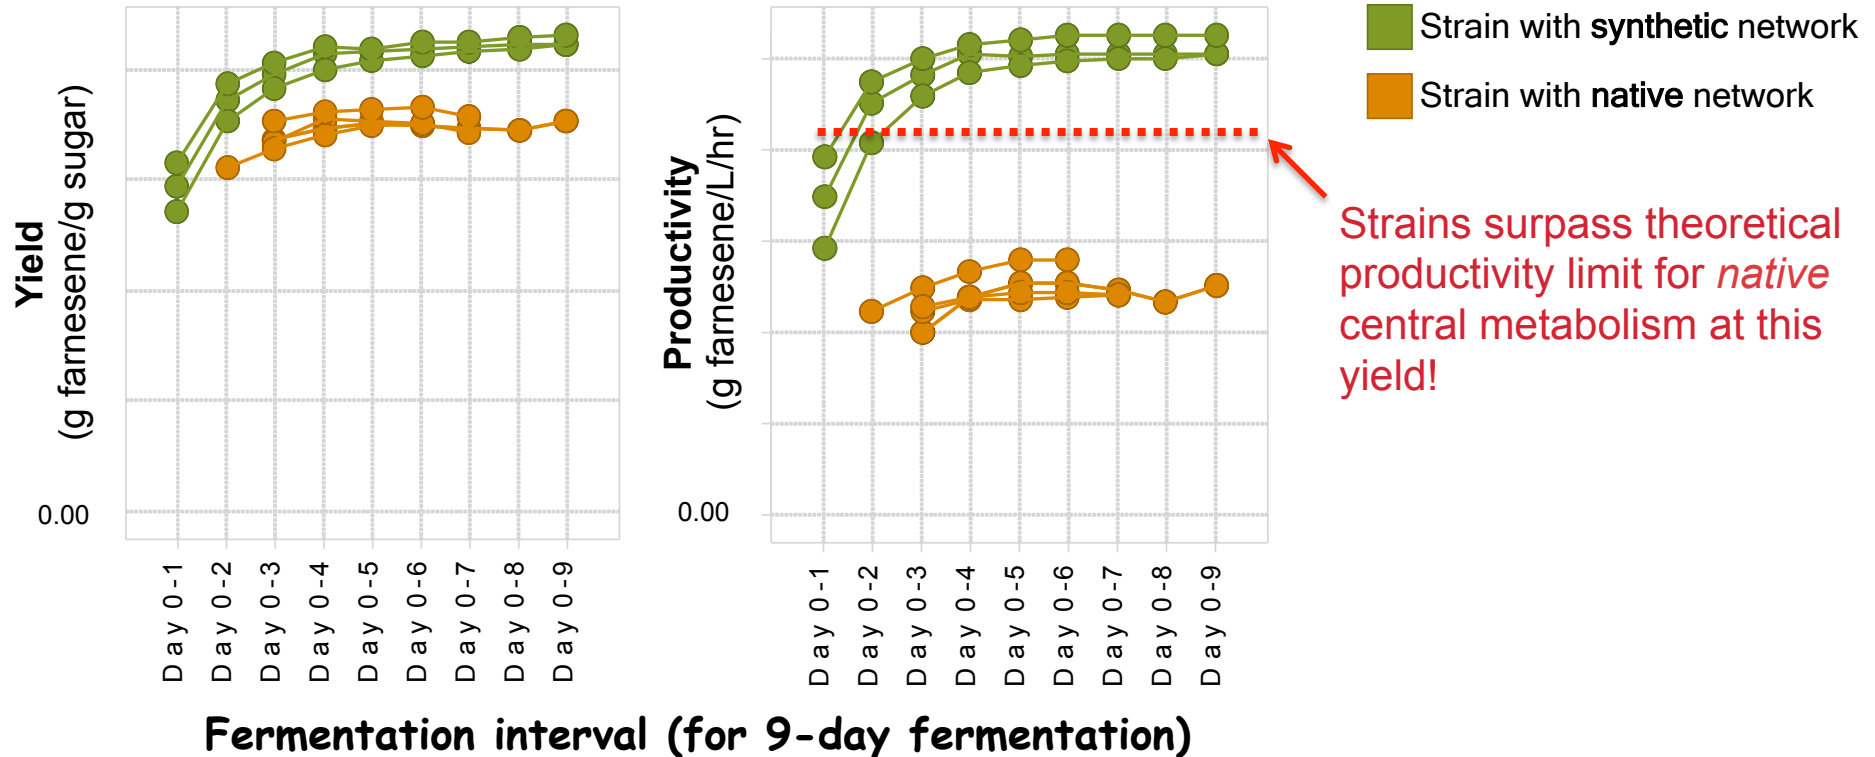 Strain with synthetic network
Strain with native network
Yield
(g farnesene/g sugar)
0.00
Day 0-1
Day 0-2
Day 0-3
Day 0-4
Day 0-5
Day 0-6
Day 0-7
Day 0-8
Day 0-9
Productivity
(g farnesene/L/hr)
0.00
Day 0-1
Day 0-2
Day 0-3
Day 0-4
Day 0-5
Day 0-6
Day 0-7
Day 0-8
Day 0-9
Strains surpass theoretical
productivity limit for native
central metabolism at this
yield!
Fermentation interval (for 9-day fermentation)